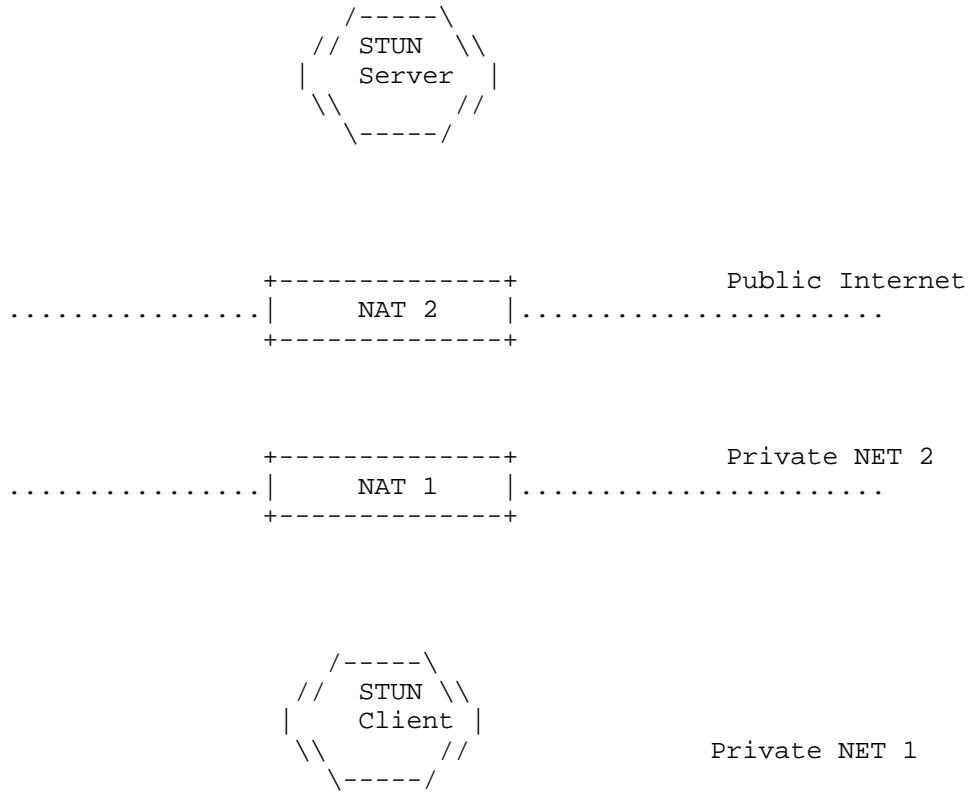 /-----\
// STUN \\
| Server |
\\ //
\-----/
+--------------+ Public Internet
................| NAT 2 |.......................
+--------------+
+--------------+ Private NET 2
................| NAT 1 |.......................
+--------------+
/-----\
// STUN \\
| Client |
\\ // Private NET 1
\-----/